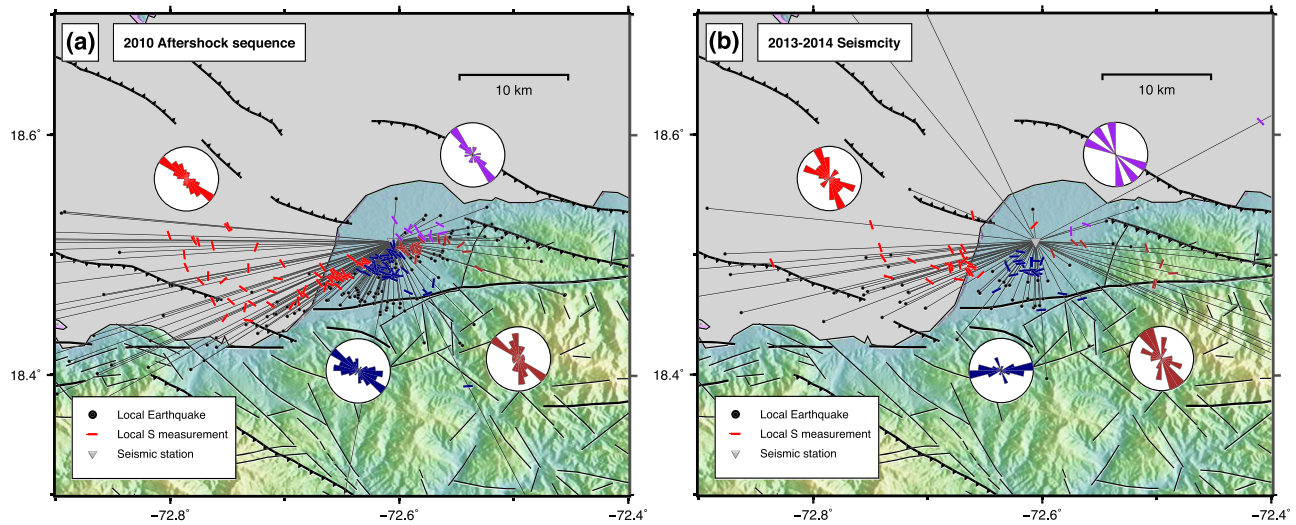 (a) 2010 Aftershock sequence
10 km
18.6°
18.4°
Local Earthquake
Local S measurement
Seismic station
−72.8° −72.6° −72.4°
(b) 2013-2014 Seismcity
10 km
18.6°
18.4°
Local Earthquake
Local S measurement
Seismic station
−72.8° −72.6° −72.4°